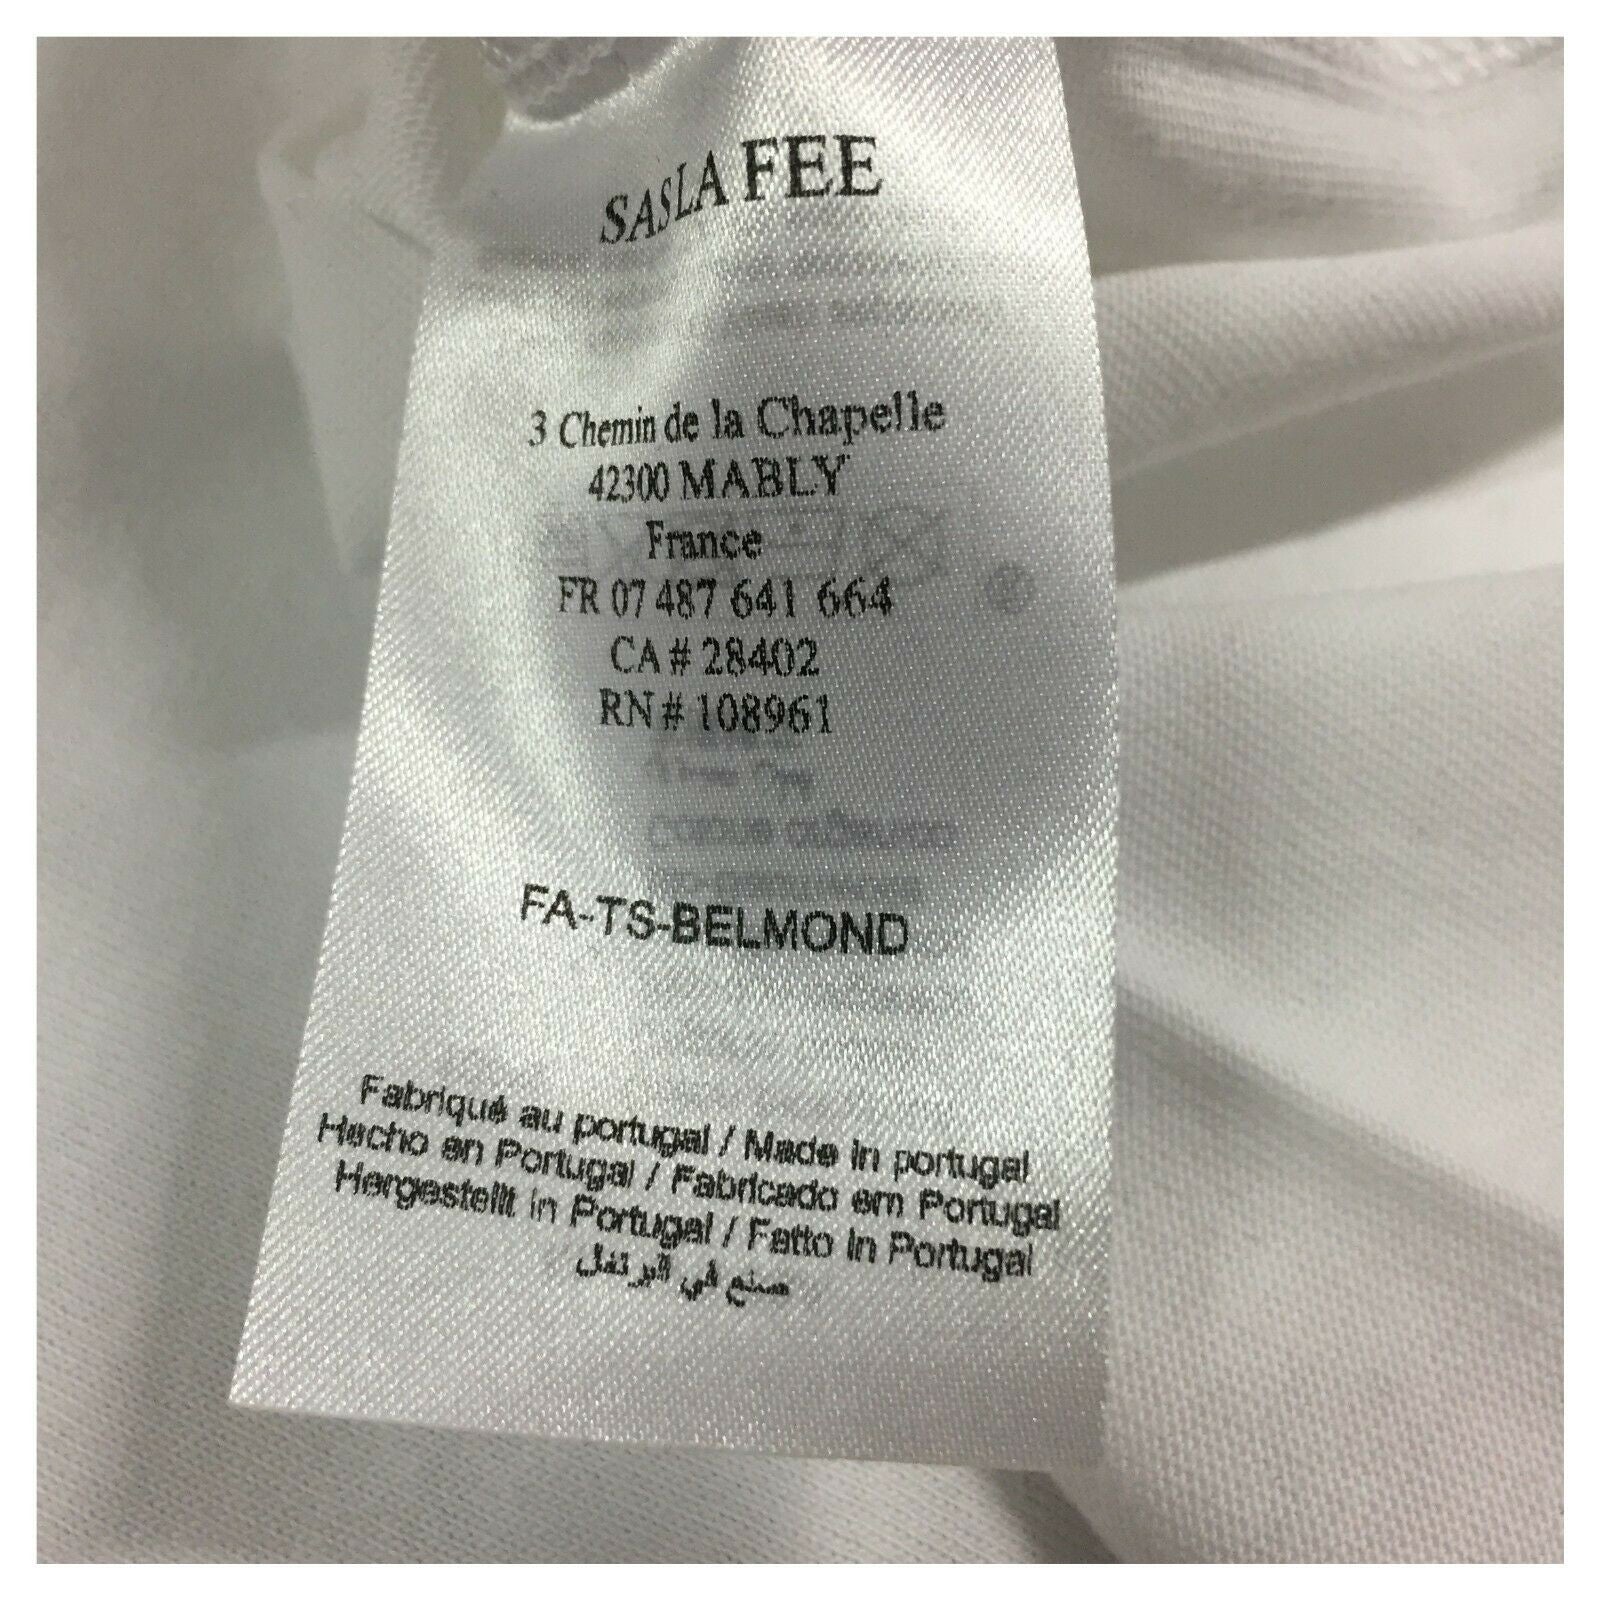 SAS LA FEE
3 Chemin de la Chapelle
42300 MABLY
France
FR 07 487 641 664
CA # 28402
RN # 108961
FA-TS-BELMOND
Fabriqué au portugal / Made in portugal
Hecho en Portugal / Fabricado em Portugal
Hergestellt in Portugal / Fatto in Portugal
صنع في البرتغال